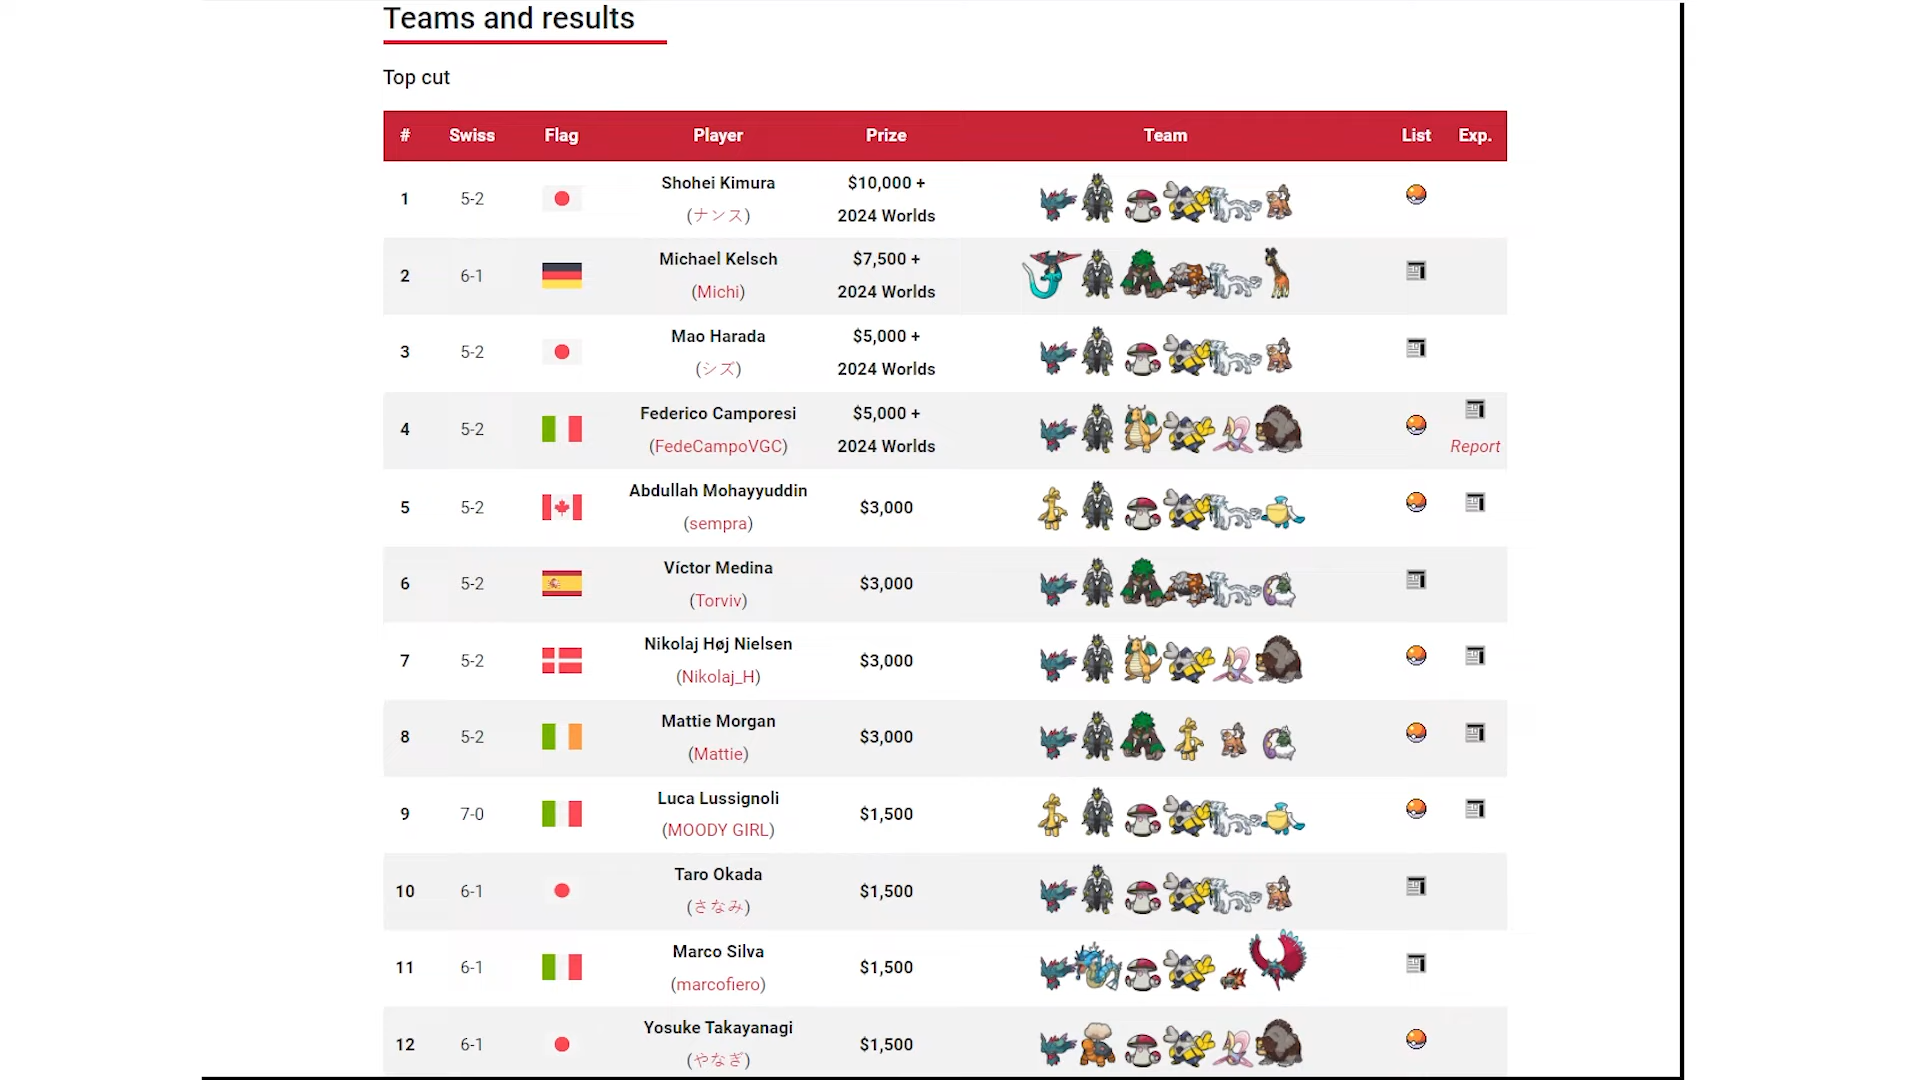 Teams and results
Top cut
# Swiss Flag Player Prize Team List Exp.
1 5-2 Shohei Kimura $10,000 +
(ナンス) 2024 Worlds
2 6-1 Michael Kelsch $7,500 +
(Michi) 2024 Worlds
3 5-2 Mao Harada $5,000 +
(シズ) 2024 Worlds
4 5-2 Federico Camporesi $5,000 +
(FedeCampoVGC) 2024 Worlds Report
5 5-2 Abdullah Mohayyuddin $3,000
(sempra)
6 5-2 Víctor Medina $3,000
(Torviv)
7 5-2 Nikolaj Høj Nielsen $3,000
(Nikolaj_H)
8 5-2 Mattie Morgan $3,000
(Mattie)
9 7-0 Luca Lussignoli $1,500
(MOODY GIRL)
10 6-1 Taro Okada $1,500
(さなみ)
11 6-1 Marco Silva $1,500
(marcofiero)
12 6-1 Yosuke Takayanagi $1,500
(やなぎ)